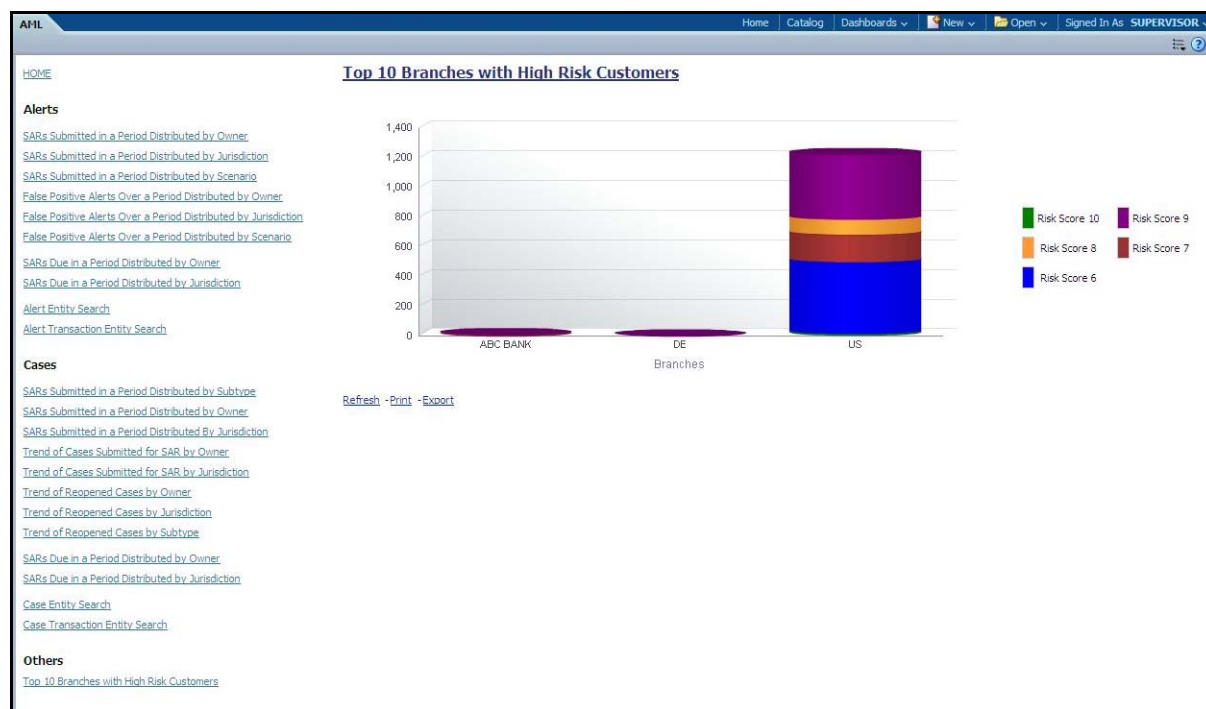 AML
Home Catalog Dashboards New Open Signed In As SUPERVISOR
HOME
Alerts
SARs Submitted in a Period Distributed by Owner
SARs Submitted in a Period Distributed by Jurisdiction
SARs Submitted in a Period Distributed by Scenario
False Positive Alerts Over a Period Distributed by Owner
False Positive Alerts Over a Period Distributed by Jurisdiction
False Positive Alerts Over a Period Distributed by Scenario
SARs Due in a Period Distributed by Owner
SARs Due in a Period Distributed by Jurisdiction
Alert Entity Search
Alert Transaction Entity Search
Cases
SARs Submitted in a Period Distributed by Subtype
SARs Submitted in a Period Distributed by Owner
SARs Submitted in a Period Distributed By Jurisdiction
Trend of Cases Submitted for SAR by Owner
Trend of Cases Submitted for SAR by Jurisdiction
Trend of Reopened Cases by Owner
Trend of Reopened Cases by Jurisdiction
Trend of Reopened Cases by Subtype
SARs Due in a Period Distributed by Owner
SARs Due in a Period Distributed by Jurisdiction
Case Entity Search
Case Transaction Entity Search
Others
Top 10 Branches with High Risk Customers
Top 10 Branches with High Risk Customers
1,400
1,200
1,000
800
600
400
200
0
ABC BANK DE US
Branches
Risk Score 10 Risk Score 9
Risk Score 8 Risk Score 7
Risk Score 6
Refresh - Print - Export